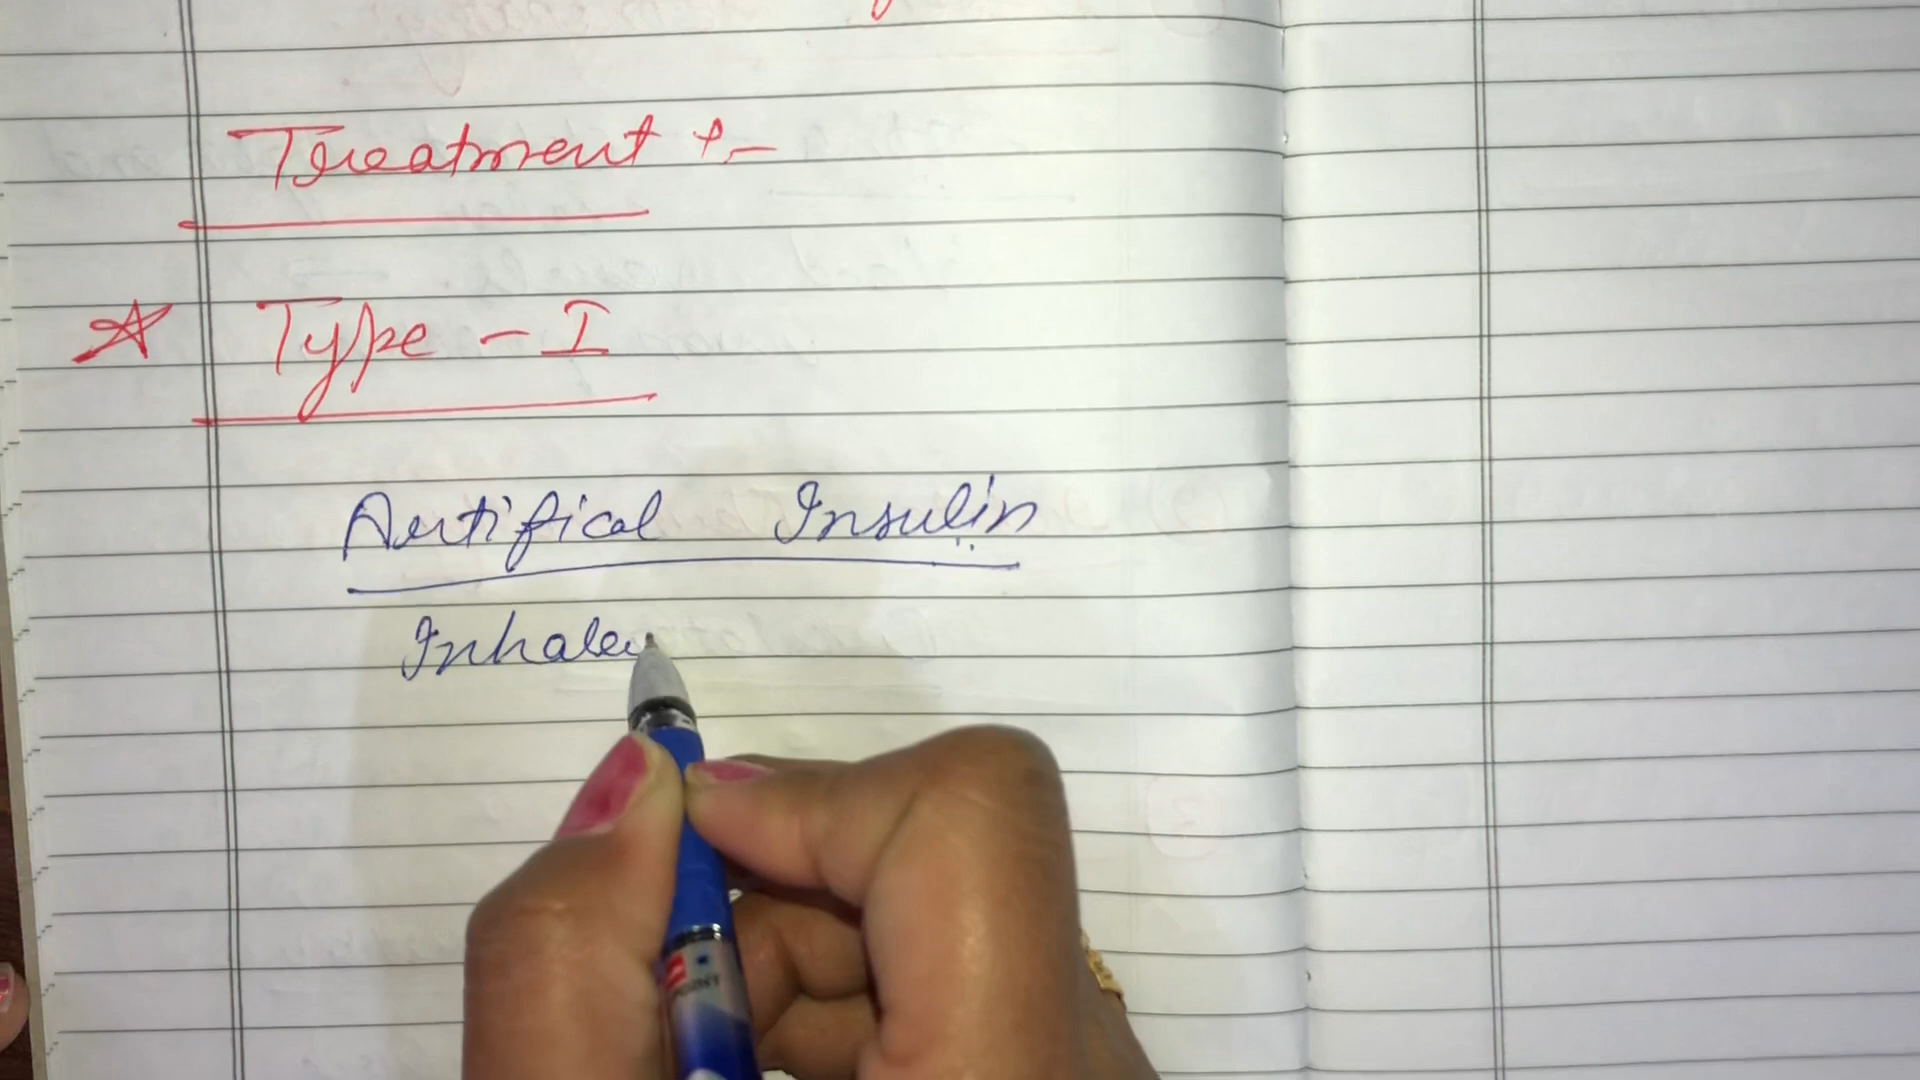 Treatment :-
☆ Type - I
Artifical Insulin
Inhale